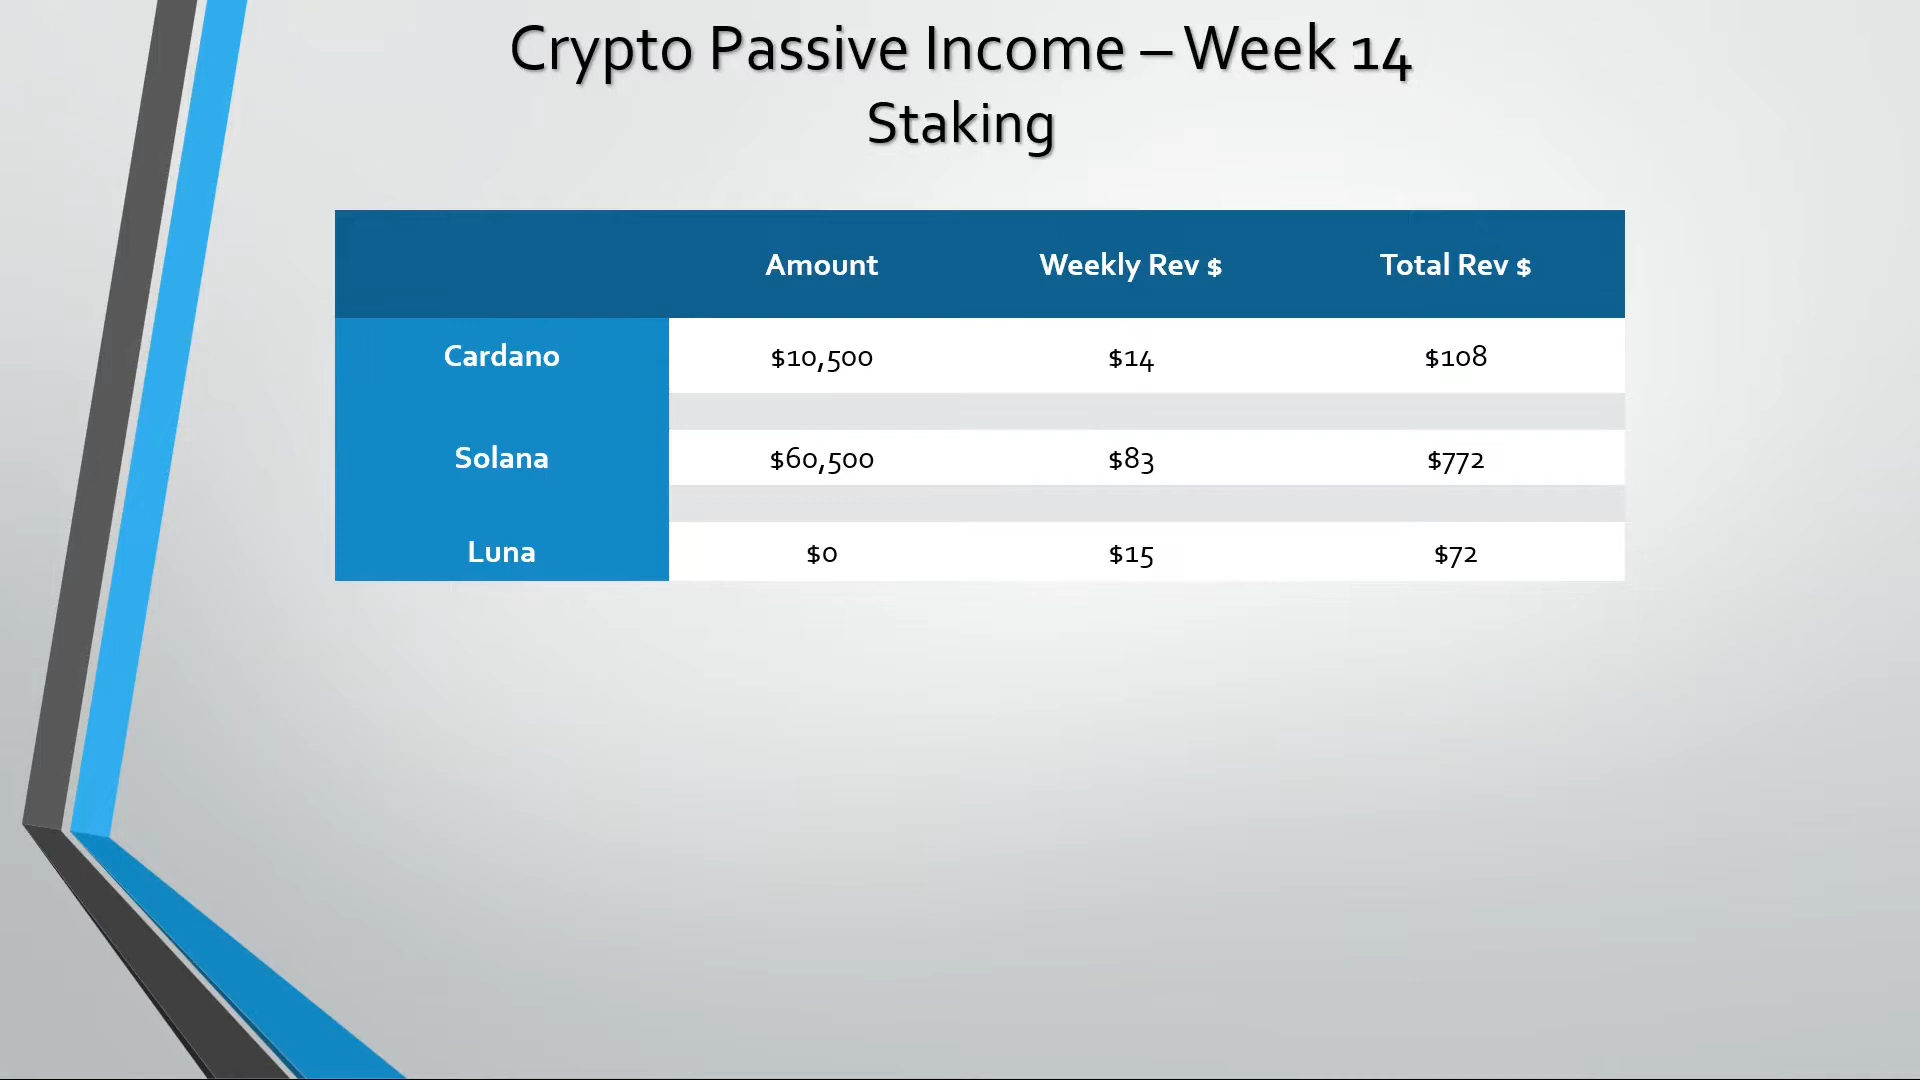 Crypto Passive Income – Week 14
Staking
Amount Weekly Rev $ Total Rev $
Cardano $10,500 $14 $108
Solana $60,500 $83 $772
Luna $0 $15 $72